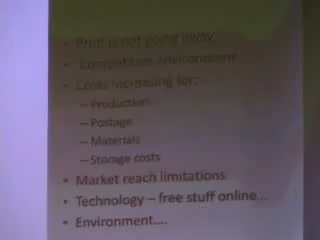 • Print is not going away
• Competitive environment
• Costs increasing for:
– Production
– Postage
– Materials
– Storage costs
• Market reach limitations
• Technology – free stuff online...
• Environment....